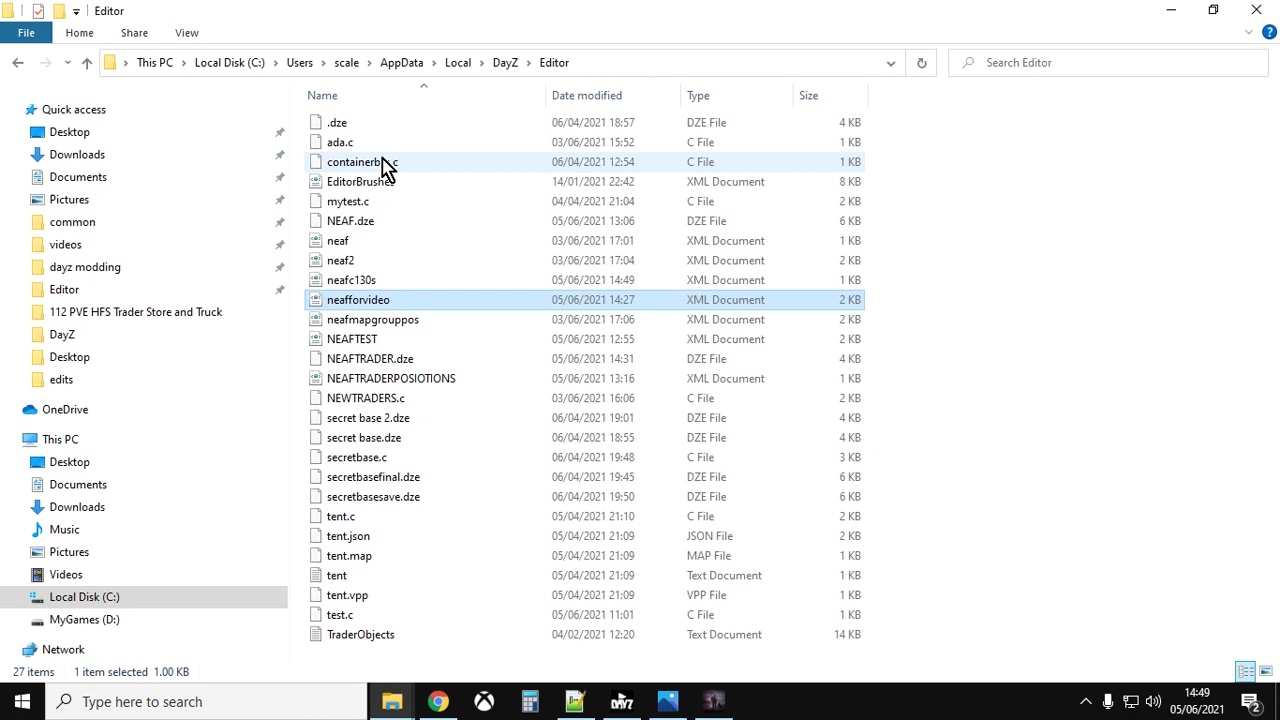 Editor
File Home Share View
This PC Local Disk (C:) Users scale AppData Local DayZ Editor Search Editor
Name Date modified Type Size
Quick access
Desktop
Downloads
Documents
Pictures
common
videos
dayz modding
Editor
112 PVE HFS Trader Store and Truck
DayZ
Desktop
edits
OneDrive
This PC
Desktop
Documents
Downloads
Music
Pictures
Videos
Local Disk (C:)
MyGames (D:)
Network
.dze 06/04/2021 18:57 DZE File 4 KB
ada.c 03/06/2021 15:52 C File 1 KB
06/04/2021 12:54 C File 1 KB
EditorBrushes 14/01/2021 22:42 XML Document 8 KB
mytest.c 04/04/2021 21:04 C File 2 KB
NEAF.dze 05/06/2021 13:06 DZE File 6 KB
neaf 03/06/2021 17:01 XML Document 1 KB
neaf2 03/06/2021 17:04 XML Document 2 KB
neafc130s 05/06/2021 14:49 XML Document 1 KB
neafforvideo 05/06/2021 14:27 XML Document 2 KB
neafmapgrouppos 03/06/2021 17:06 XML Document 2 KB
NEAFTEST 05/06/2021 12:55 XML Document 2 KB
NEAFTRADER.dze 05/06/2021 14:31 DZE File 4 KB
NEAFTRADERPOSIOTIONS 05/06/2021 13:16 XML Document 1 KB
NEWTRADERS.c 03/06/2021 16:06 C File 2 KB
secret base 2.dze 06/04/2021 19:01 DZE File 4 KB
secret base.dze 06/04/2021 18:55 DZE File 4 KB
secretbase.c 06/04/2021 19:48 C File 3 KB
secretbasefinal.dze 06/04/2021 19:45 DZE File 6 KB
secretbasesave.dze 06/04/2021 19:50 DZE File 6 KB
tent.c 05/04/2021 21:10 C File 2 KB
tent.json 05/04/2021 21:09 JSON File 2 KB
tent.map 05/04/2021 21:09 MAP File 1 KB
tent 05/04/2021 21:09 Text Document 1 KB
tent.vpp 05/04/2021 21:09 VPP File 1 KB
test.c 05/06/2021 11:01 C File 1 KB
TraderObjects 04/02/2021 12:20 Text Document 14 KB
27 items 1 item selected 1.00 KB
Type here to search
14:49
05/06/2021
2